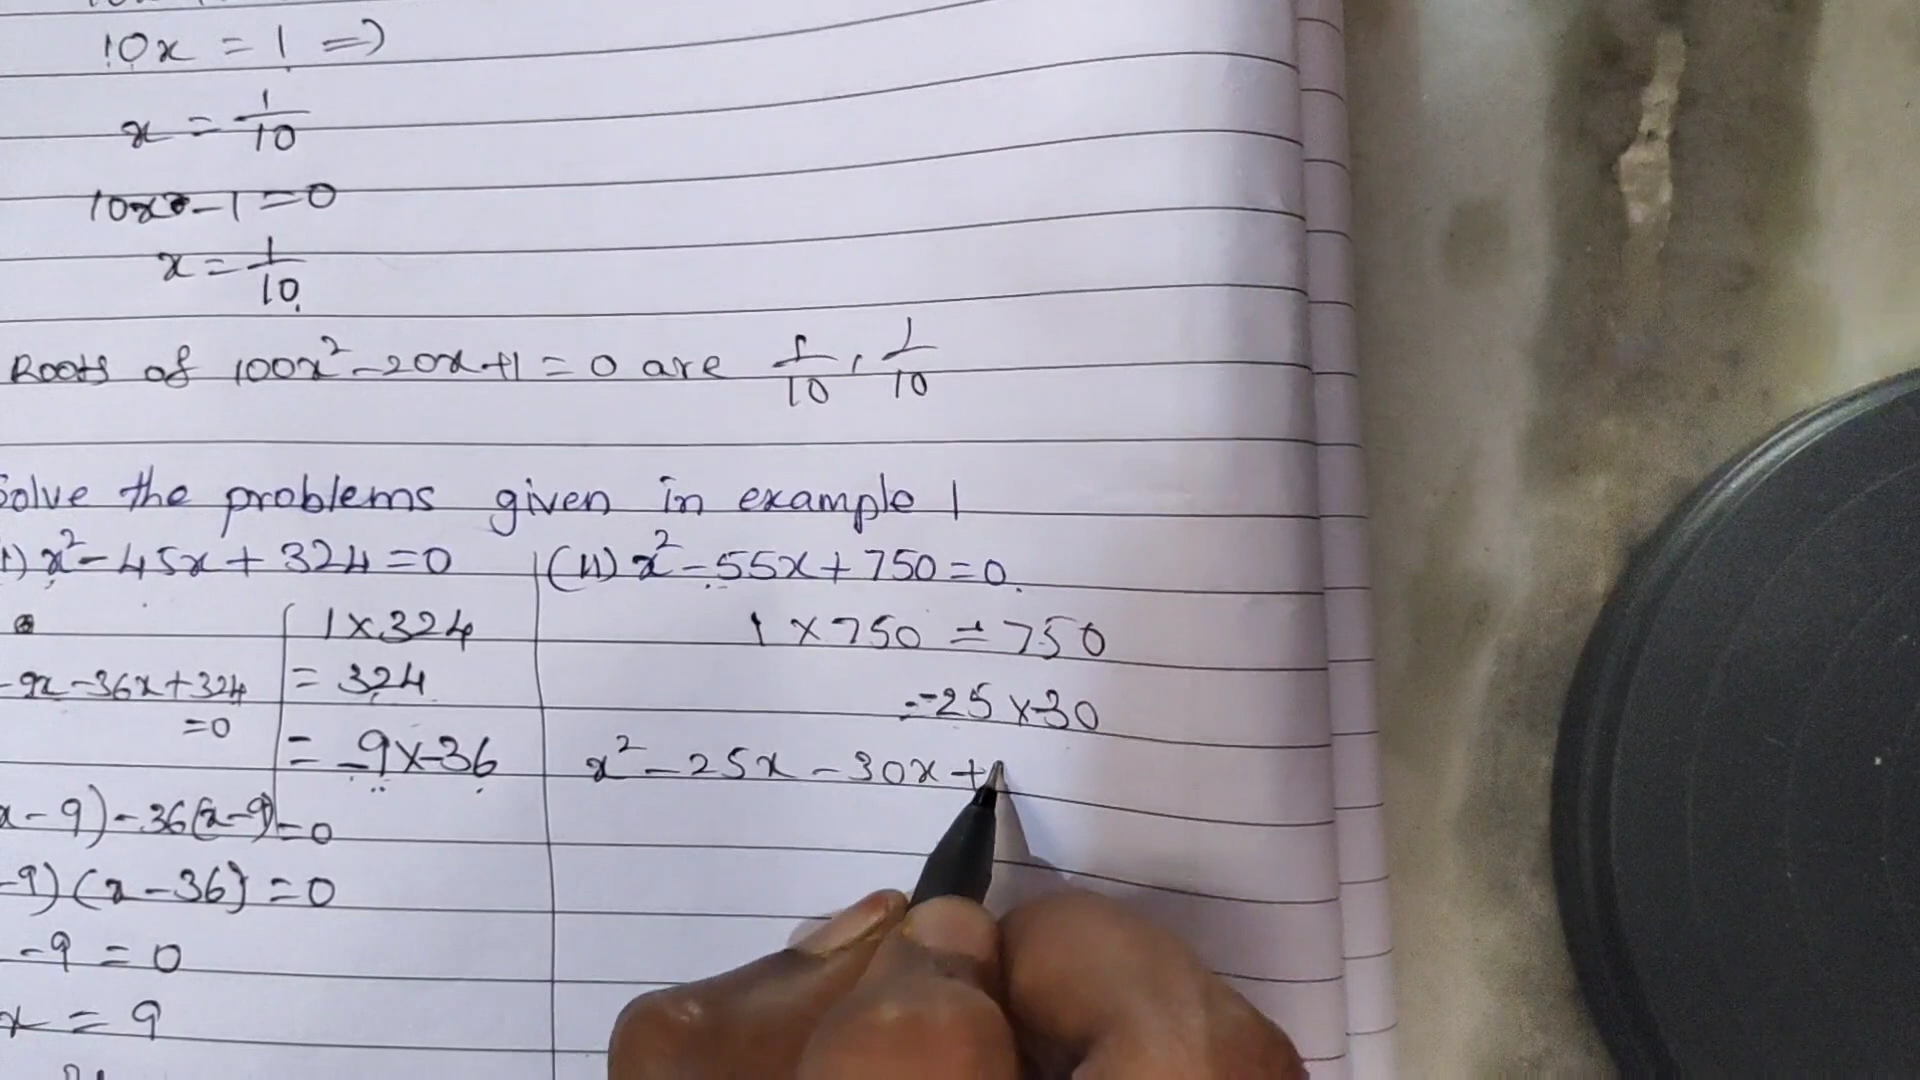 10x = 1 =>
x = 1/10
10x - 1 = 0
x = 1/10
Roots of 100x² - 20x + 1 = 0 are 1/10, 1/10
Solve the problems given in example 1
x² - 45x + 324 = 0
1 x 324
= 324
= -9 x -36
-9x - 36x + 324
= 0
x - 9) - 36(x - 9) = 0
-9) (x - 36) = 0
-9 = 0
x = 9
(ii) x² - 55x + 750 = 0
1 x 750 = 750
= -25 x -30
x² - 25x - 30x +